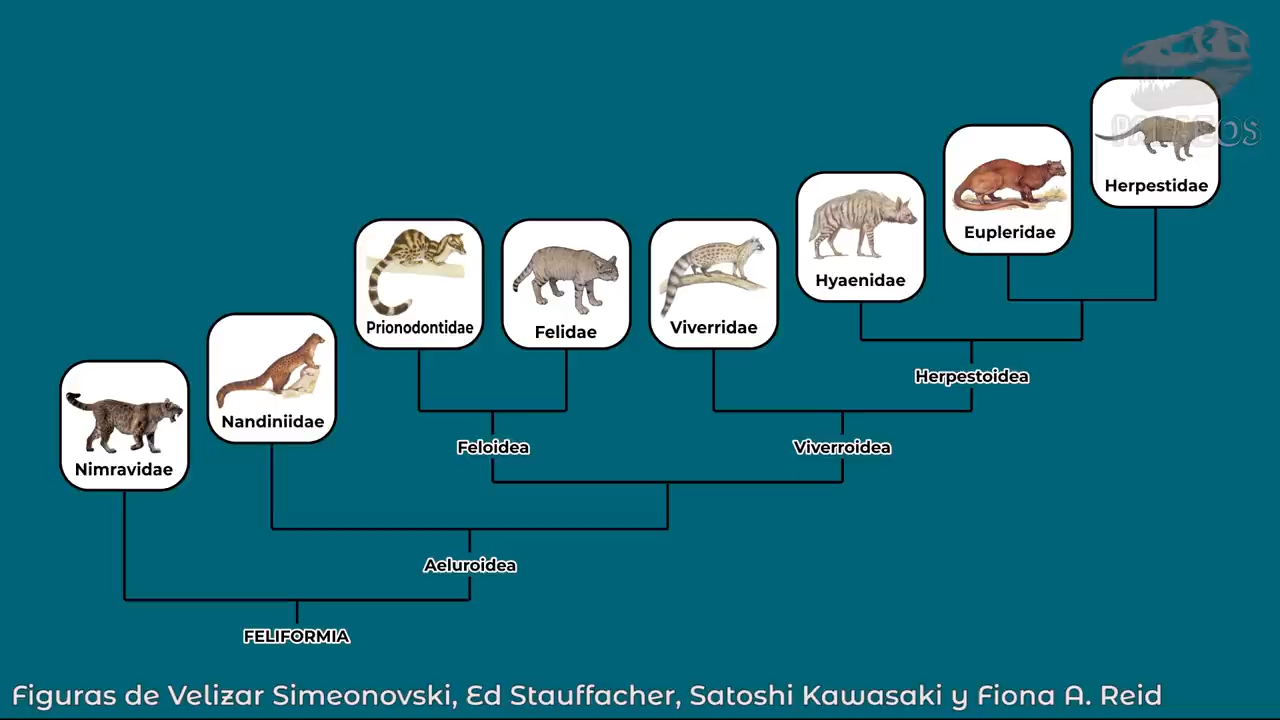 PALAEOS
Herpestidae
Eupleridae
Hyaenidae
Prionodontidae
Felidae
Viverridae
Herpestoidea
Nandiniidae
Feloidea
Viverroidea
Nimravidae
Aeluroidea
FELIFORMIA
Figuras de Velizar Simeonovski, Ed Stauffacher, Satoshi Kawasaki y Fiona A. Reid